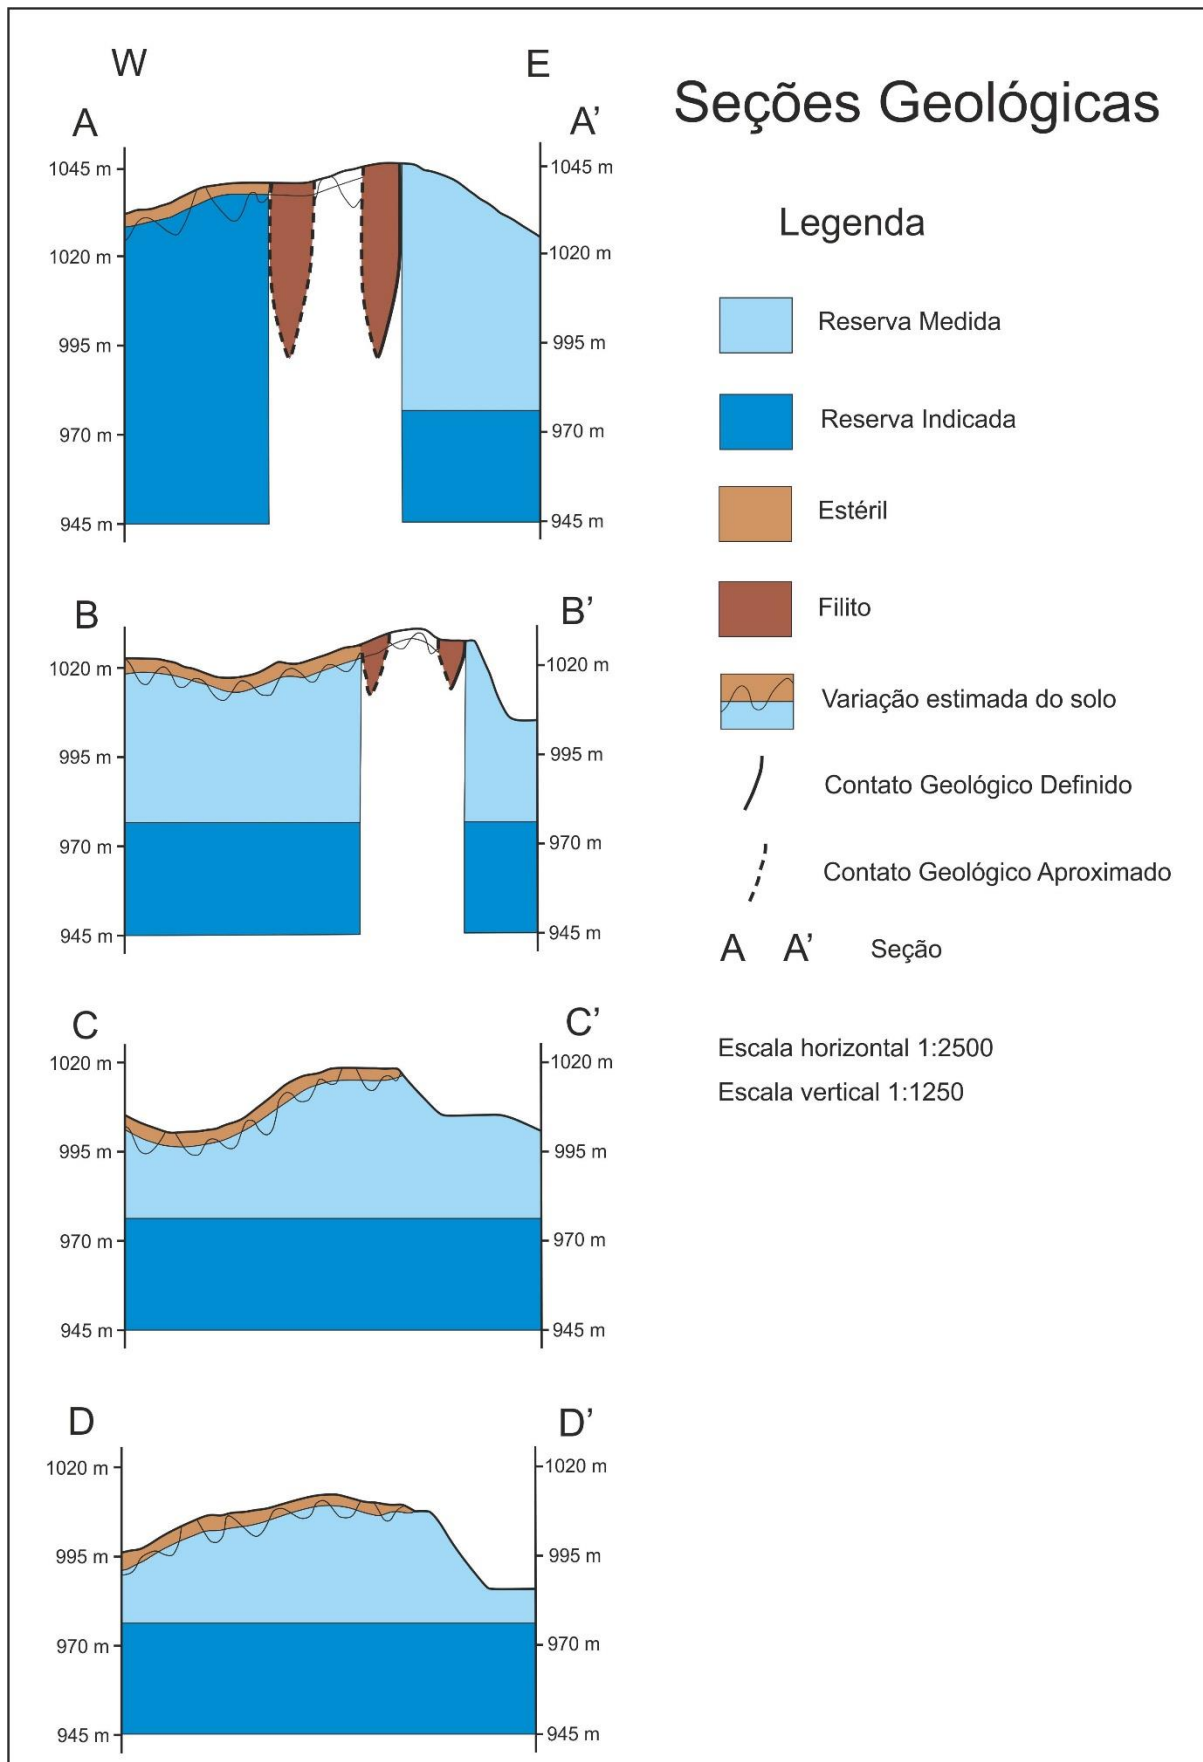 W E
Seções Geológicas
A A’
1045 m 1045 m
1020 m 1020 m
995 m 995 m
970 m 970 m
945 m 945 m
B B’
1020 m 1020 m
995 m 995 m
970 m 970 m
945 m 945 m
C C’
1020 m 1020 m
995 m 995 m
970 m 970 m
945 m 945 m
D D’
1020 m 1020 m
995 m 995 m
970 m 970 m
945 m 945 m
Legenda
Reserva Medida
Reserva Indicada
Estéril
Filito
Variação estimada do solo
Contato Geológico Definido
Contato Geológico Aproximado
A A’ Seção
Escala horizontal 1:2500
Escala vertical 1:1250